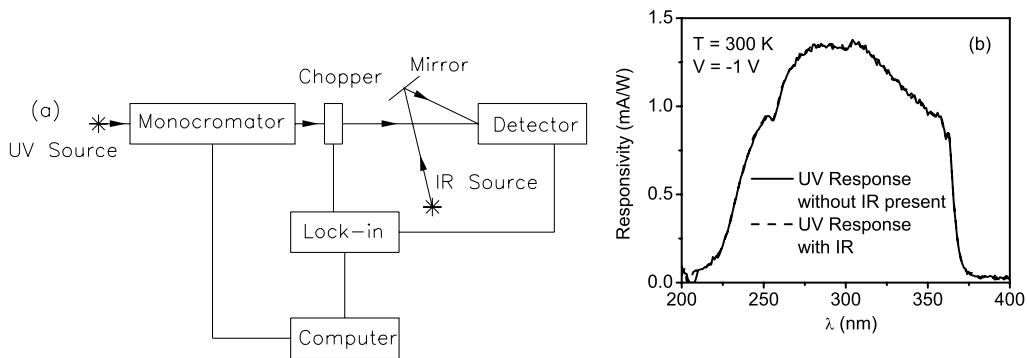 (a)
UV Source
Monocromator
Chopper
Mirror
Detector
IR Source
Lock-in
Computer
(b)
T = 300 K
V = -1 V
UV Response
without IR present
UV Response
with IR
Responsivity (mA/W)
1.5
1.0
0.5
0.0
200 250 300 350 400
λ (nm)